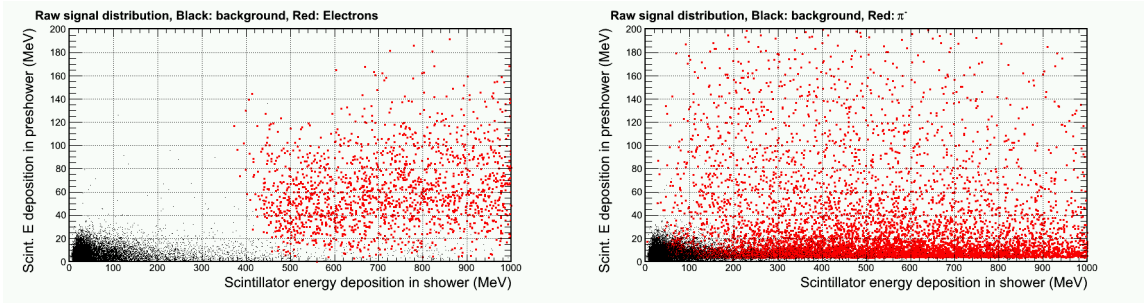 Raw signal distribution, Black: background, Red: Electrons
Scint. E deposition in preshower (MeV)
200
180
160
140
120
100
80
60
40
20
0
0 100 200 300 400 500 600 700 800 900 1000
Scintillator energy deposition in shower (MeV)
Raw signal distribution, Black: background, Red: π-
Scint. E deposition in preshower (MeV)
200
180
160
140
120
100
80
60
40
20
0
0 100 200 300 400 500 600 700 800 900 1000
Scintillator energy deposition in shower (MeV)